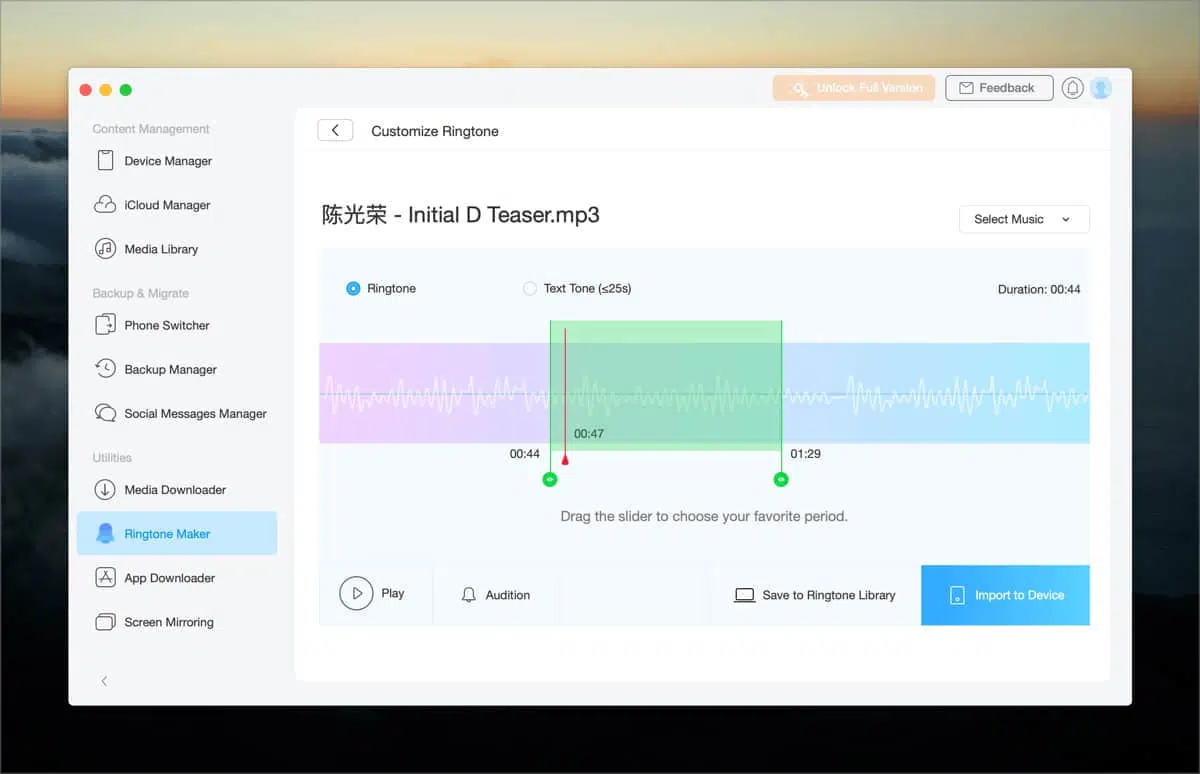 Unlock Full Version
Feedback
Content Management
Device Manager
iCloud Manager
Media Library
Backup & Migrate
Phone Switcher
Backup Manager
Social Messages Manager
Utilities
Media Downloader
Ringtone Maker
App Downloader
Screen Mirroring
Customize Ringtone
陈光荣 - Initial D Teaser.mp3
Select Music
Ringtone
Text Tone (≤25s)
Duration: 00:44
00:47
00:44
01:29
Drag the slider to choose your favorite period.
Play
Audition
Save to Ringtone Library
Import to Device